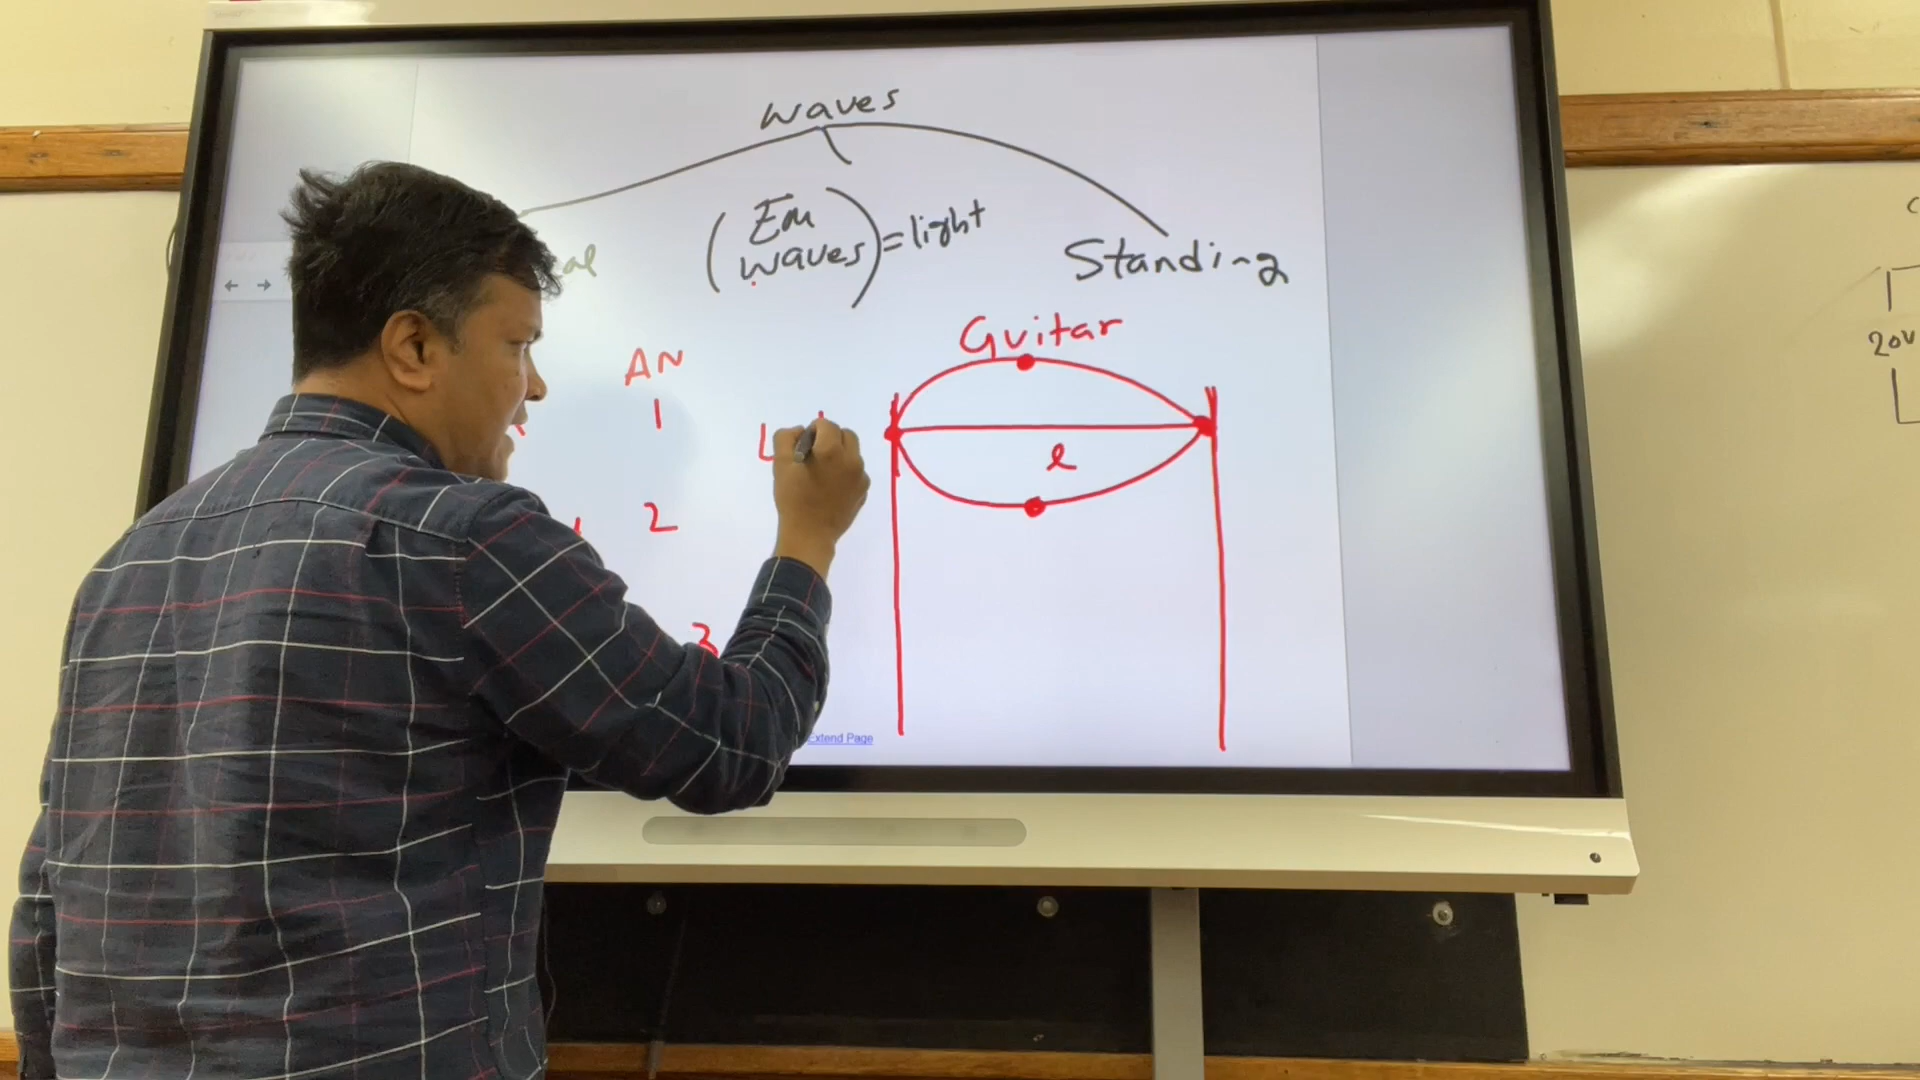 waves
Em
waves = light
Standing
Guitar
AN
1
L
l
2
3
Extend Page
20V